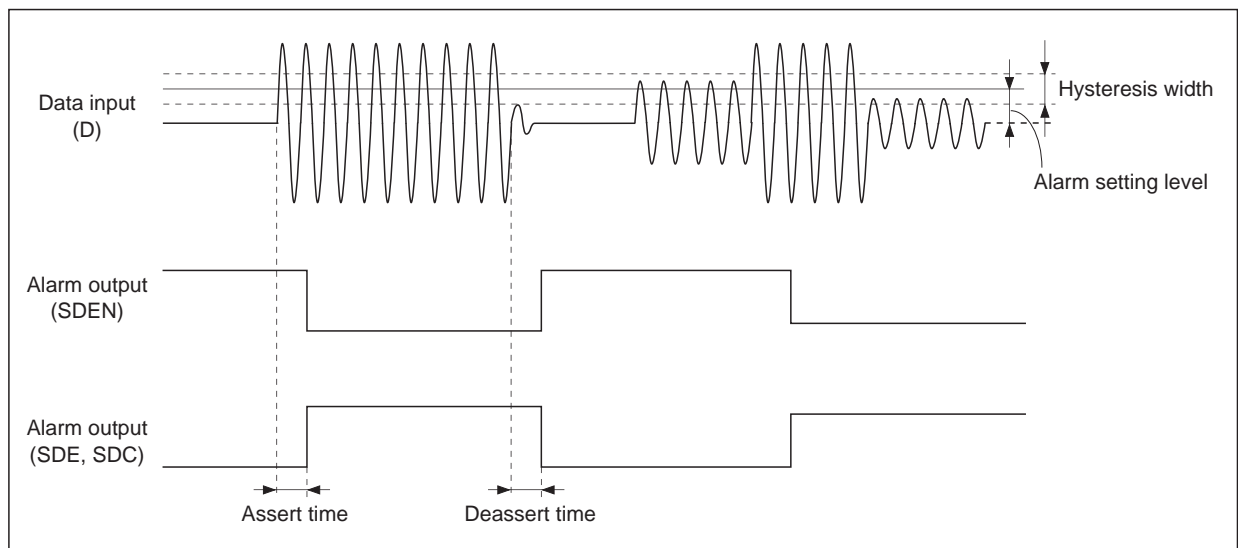 Data input
(D)
Hysteresis width
Alarm setting level
Alarm output
(SDEN)
Alarm output
(SDE, SDC)
Assert time
Deassert time